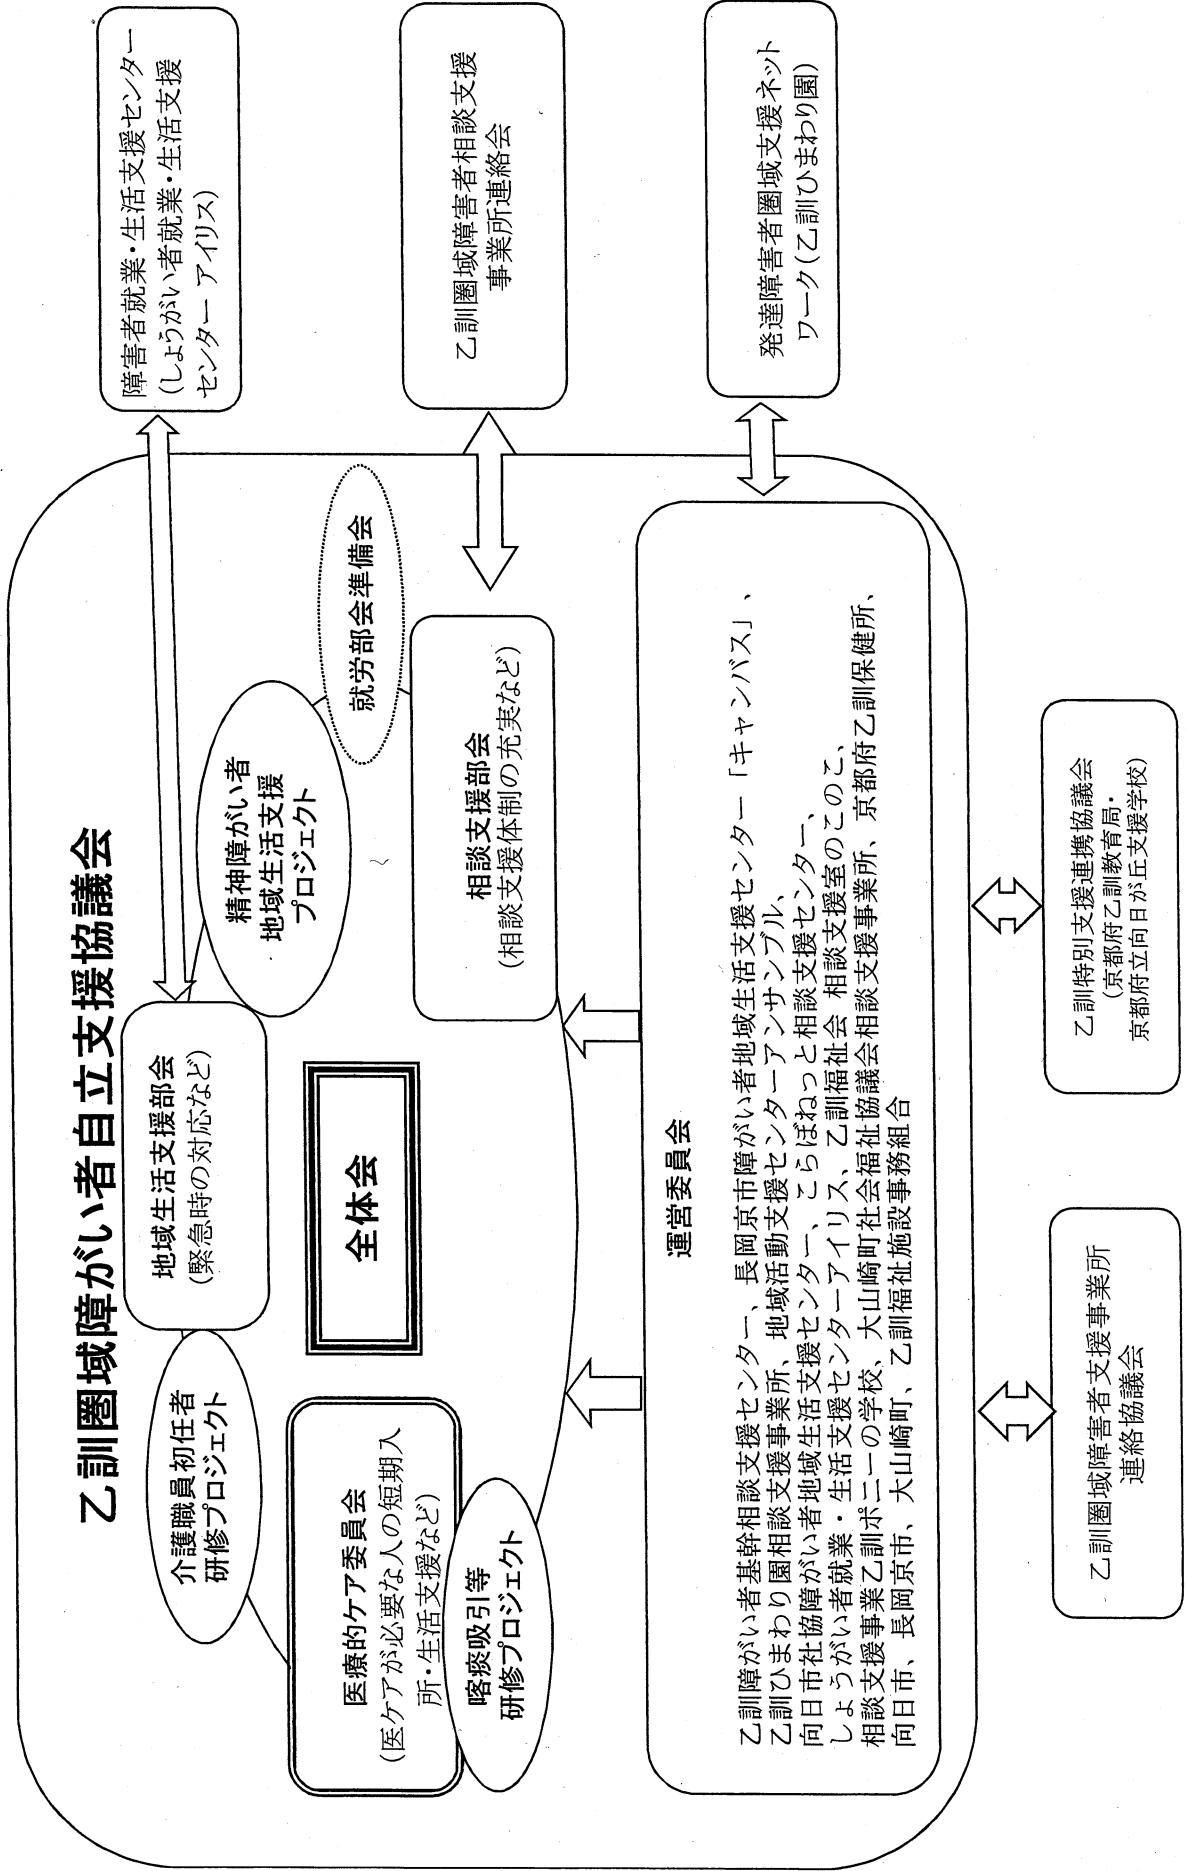 乙訓圏域障がい者自立支援協議会
介護職員初任者
研修プロジェクト
地域生活支援部会
(緊急時の対応など)
精神障がい者
地域生活支援
プロジェクト
就労部会準備会
医療的ケア委員会
(医ケアが必要な人の短期入
所・生活支援など)
喀痰吸引等
研修プロジェクト
全体会
相談支援部会
(相談支援体制の充実など)
運営委員会
乙訓障がい者基幹相談支援センター、長岡京市障がい者地域生活支援センター「キャンバス」、
乙訓ひまわり園相談支援事業所、地域活動支援センターアンサンブル、
向日市社協障がい者地域生活支援センター、こらぼねっと相談支援センター、
しょうがい者就業・生活支援センターアイリス、乙訓福祉会 相談支援室のこのこ、
相談支援事業乙訓ポニーの学校、大山崎町社会福祉協議会相談支援事業所、京都府乙訓保健所、
向日市、長岡京市、大山崎町、乙訓福祉施設事務組合
障害者就業・生活支援センター
(しょうがい者就業・生活支援
センター アイリス)
乙訓圏域障害者相談支援
事業所連絡会
発達障害者圏域支援ネット
ワーク(乙訓ひまわり園)
乙訓圏域障害者支援事業所
連絡協議会
乙訓特別支援連携協議会
(京都府乙訓教育局・
京都府立向日が丘支援学校)